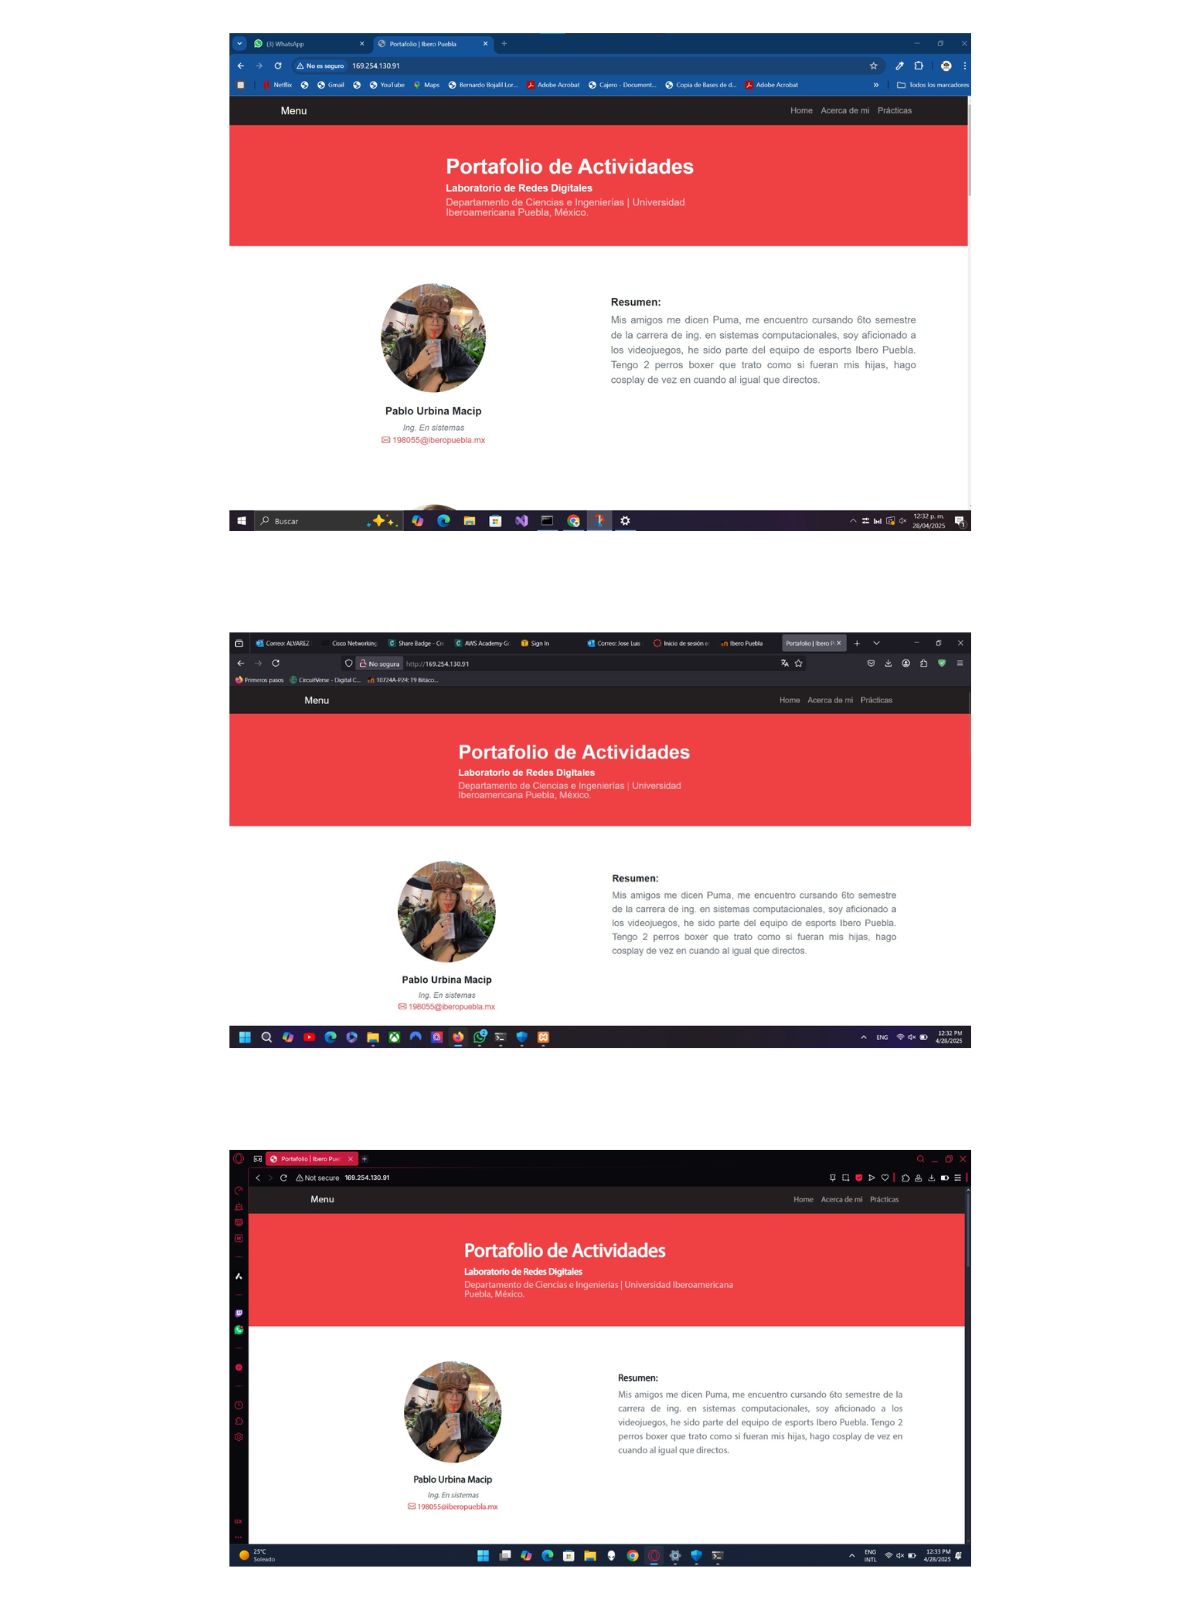 (3) WhatsApp
Portafolio | Ibero Puebla
No es seguro 169.254.130.91
Netflix Gmail YouTube Maps Bernardo Bojalil Lor... Adobe Acrobat Cajero - Document... Copia de Bases de d... Adobe Acrobat » Todos los marcadores
Menu Home Acerca de mi Prácticas
Portafolio de Actividades
Laboratorio de Redes Digitales
Departamento de Ciencias e Ingenierías | Universidad
Iberoamericana Puebla, México.
Resumen:
Mis amigos me dicen Puma, me encuentro cursando 6to semestre
de la carrera de ing. en sistemas computacionales, soy aficionado a
los videojuegos, he sido parte del equipo de esports Ibero Puebla.
Tengo 2 perros boxer que trato como si fueran mis hijas, hago
cosplay de vez en cuando al igual que directos.
Pablo Urbina Macip
Ing. En sistemas
198055@iberopuebla.mx
Buscar
12:32 p. m.
28/04/2025
Correo: ALVAREZ Cisco Networking Share Badge - Cr AWS Academy Gr Sign In Correo: Jose Luis Inicio de sesión e Ibero Puebla Portafolio | Ibero P
No segura http://169.254.130.91
Primeros pasos CircuitVerse - Digital C... 10724A-P24: T9 Bitáco...
Menu Home Acerca de mi Prácticas
Portafolio de Actividades
Laboratorio de Redes Digitales
Departamento de Ciencias e Ingenierías | Universidad
Iberoamericana Puebla, México.
Resumen:
Mis amigos me dicen Puma, me encuentro cursando 6to semestre
de la carrera de ing. en sistemas computacionales, soy aficionado a
los videojuegos, he sido parte del equipo de esports Ibero Puebla.
Tengo 2 perros boxer que trato como si fueran mis hijas, hago
cosplay de vez en cuando al igual que directos.
Pablo Urbina Macip
Ing. En sistemas
198055@iberopuebla.mx
ENG
12:32 PM
4/28/2025
Portafolio | Ibero Pue
Not secure 169.254.130.91
Menu Home Acerca de mi Prácticas
Portafolio de Actividades
Laboratorio de Redes Digitales
Departamento de Ciencias e Ingenierías | Universidad Iberoamericana
Puebla, México.
Resumen:
Mis amigos me dicen Puma, me encuentro cursando 6to semestre de la
carrera de ing. en sistemas computacionales, soy aficionado a los
videojuegos, he sido parte del equipo de esports Ibero Puebla. Tengo 2
perros boxer que trato como si fueran mis hijas, hago cosplay de vez en
cuando al igual que directos.
Pablo Urbina Macip
Ing. En sistemas
198055@iberopuebla.mx
25°C
Soleado
ENG
INTL
12:33 PM
4/28/2025